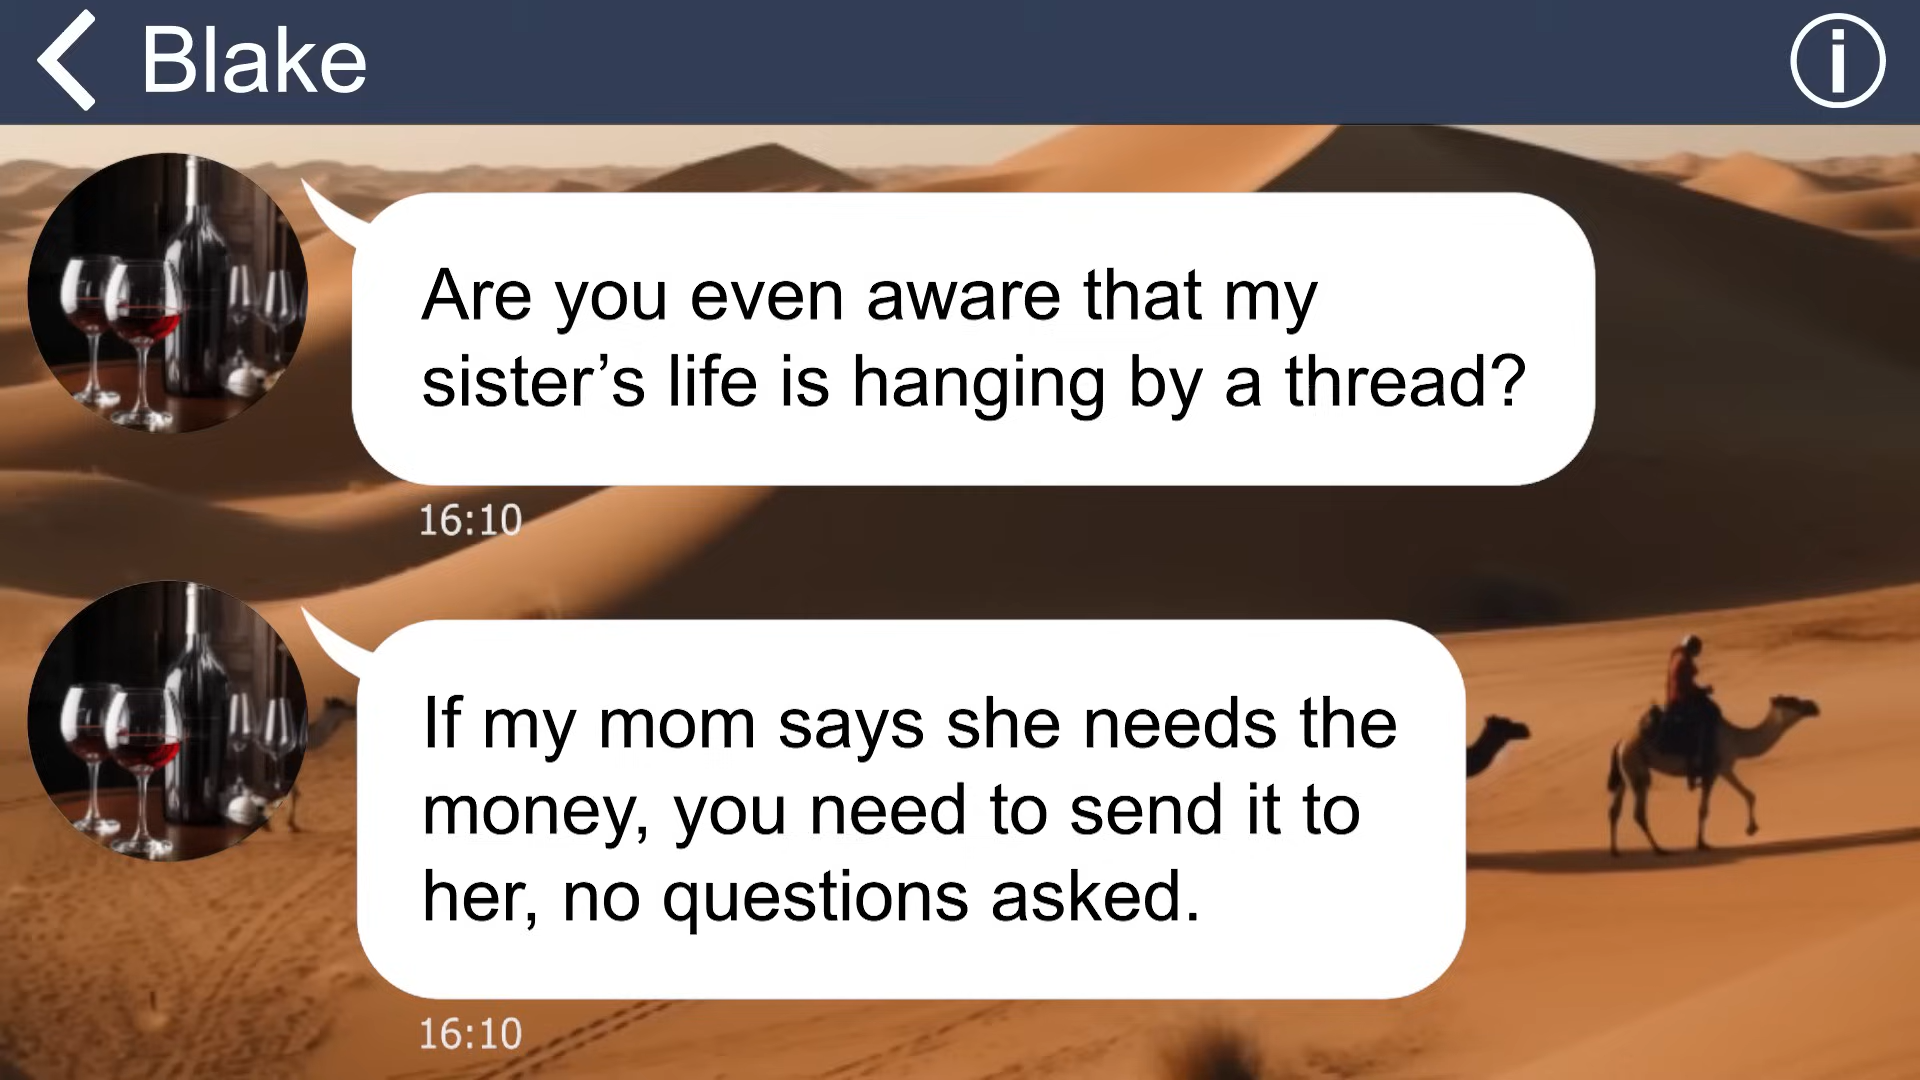 Blake
Are you even aware that my
sister’s life is hanging by a thread?
16:10
If my mom says she needs the
money, you need to send it to
her, no questions asked.
16:10